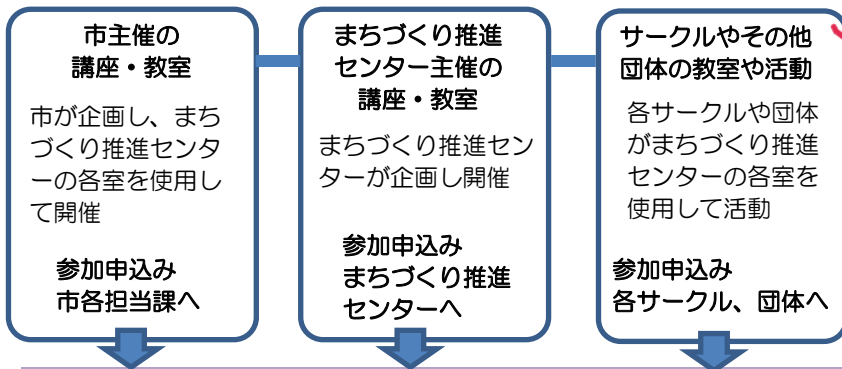 市主催の
講座・教室
市が企画し、まち
づくり推進センタ
ーの各室を使用し
て開催
参加申込み
市各担当課へ
まちづくり推進
センター主催の
講座・教室
まちづくり推進セン
ターが企画し開催
参加申込み
まちづくり推進
センターへ
サークルやその他
団体の教室や活動
各サークルや団体
がまちづくり推進
センターの各室を
使用して活動
参加申込み
各サークル、団体へ